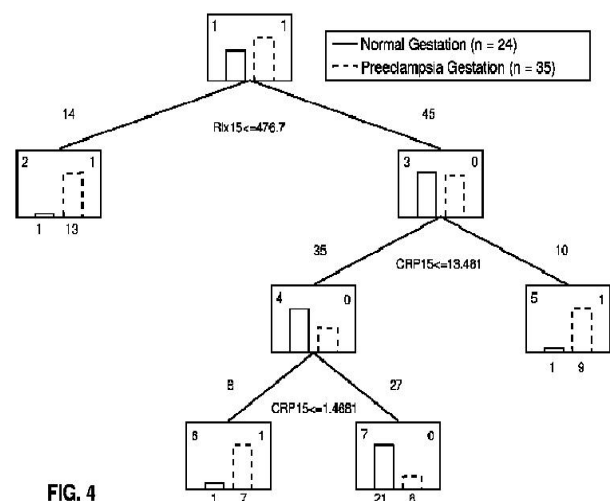 1 1
Normal Gestation (n = 24)
Preeclampsia Gestation (n = 35)
14 45
Rlx15<=476.7
2 1
3 0
1 13
35 10
CRP15<=13.481
4 0
5 1
1 9
8 27
CRP15<=1.4681
6 1
7 0
1 7
21 6
FIG. 4